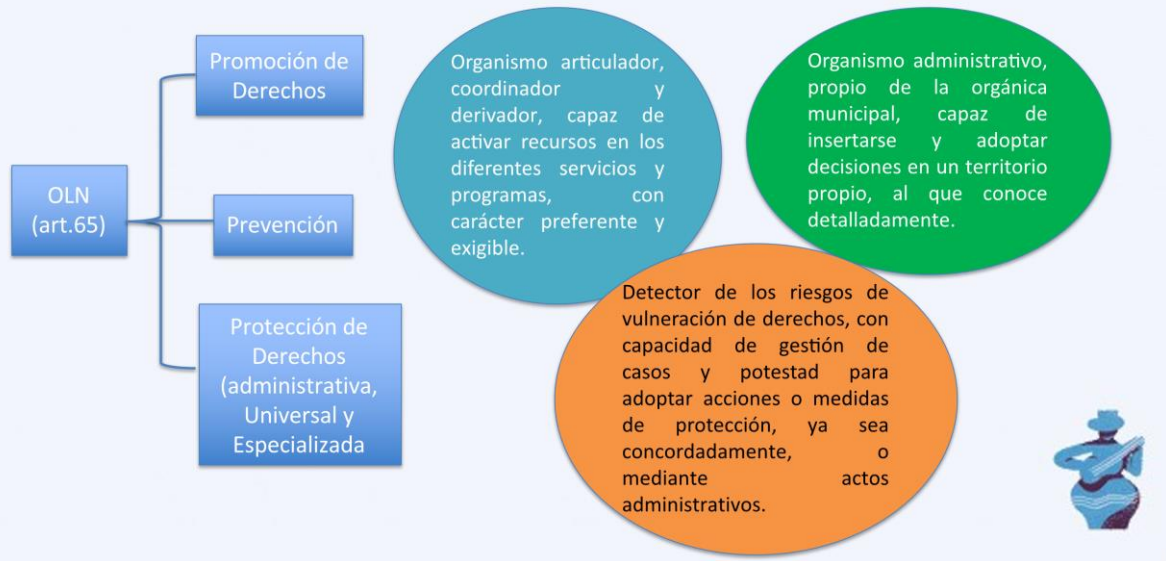 OLN
(art.65)
Promoción de
Derechos
Prevención
Protección de
Derechos
(administrativa,
Universal y
Especializada
Organismo articulador,
coordinador y
derivador, capaz de
activar recursos en los
diferentes servicios y
programas, con
carácter preferente y
exigible.
Organismo administrativo,
propio de la orgánica
municipal, capaz de
insertarse y adoptar
decisiones en un territorio
propio, al que conoce
detalladamente.
Detector de los riesgos de
vulneración de derechos, con
capacidad de gestión de
casos y potestad para
adoptar acciones o medidas
de protección, ya sea
concordadamente, o
mediante actos
administrativos.